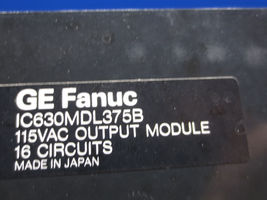 GE Fanuc
IC630MDL375B
115VAC OUTPUT MODULE
16 CIRCUITS
MADE IN JAPAN